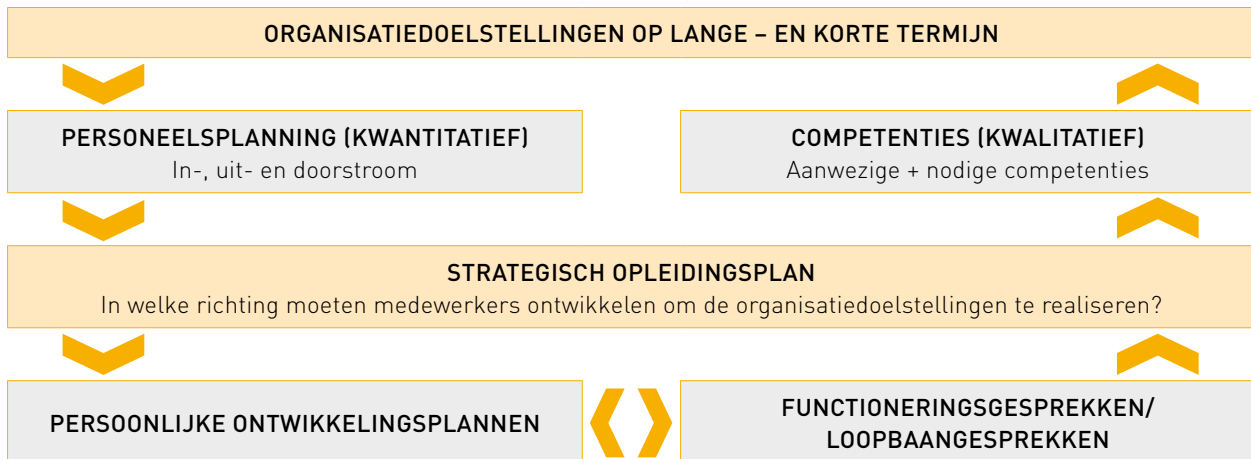 ORGANISATIEDOELSTELLINGEN OP LANGE – EN KORTE TERMIJN
PERSONEELSPLANNING (KWANTITATIEF)
In-, uit- en doorstroom
COMPETENTIES (KWALITATIEF)
Aanwezige + nodige competenties
STRATEGISCH OPLEIDINGSPLAN
In welke richting moeten medewerkers ontwikkelen om de organisatiedoelstellingen te realiseren?
PERSOONLIJKE ONTWIKKELINGSPLANNEN
FUNCTIONERINGSGESPREKKEN/
LOOPBAANGESPREKKEN